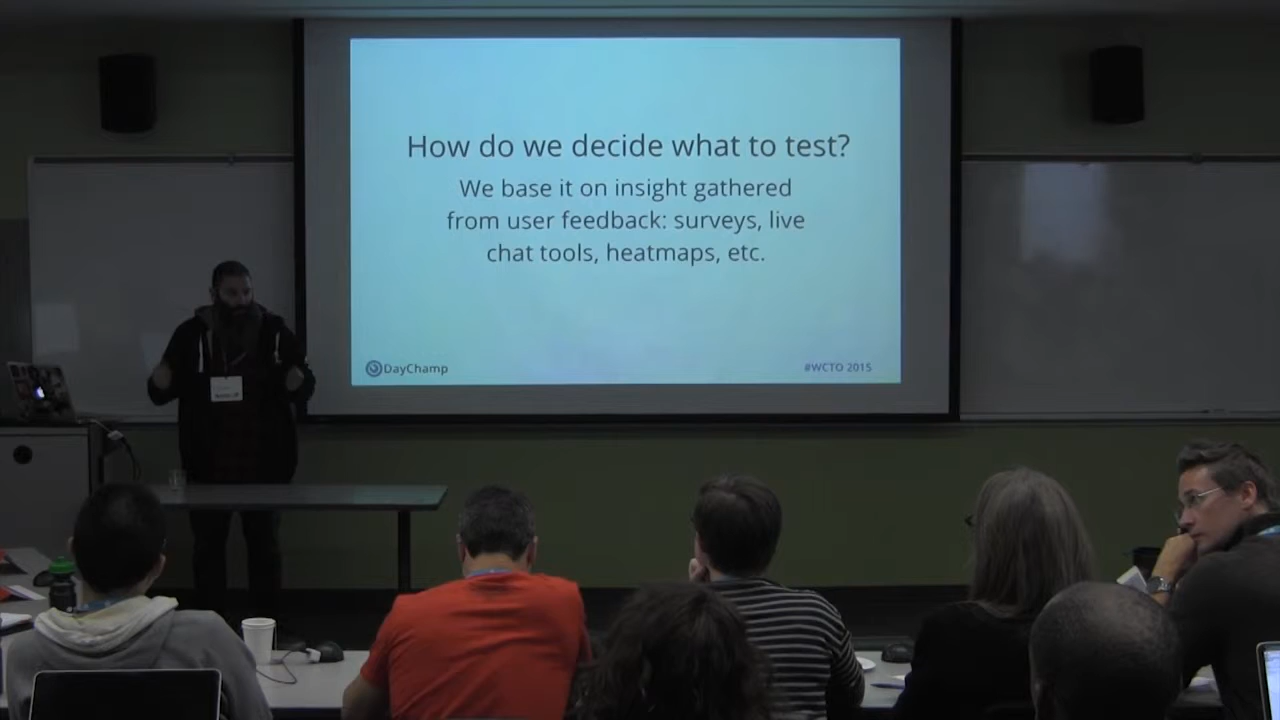 How do we decide what to test?
We base it on insight gathered
from user feedback: surveys, live
chat tools, heatmaps, etc.
DayChamp
#WCTO 2015